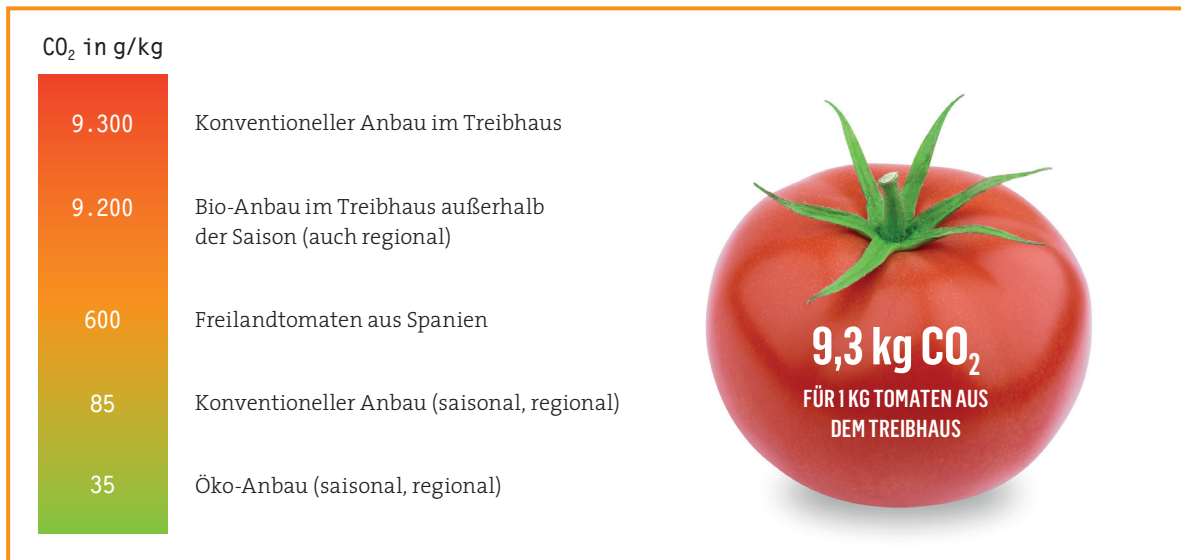 CO₂ in g/kg
9.300 Konventioneller Anbau im Treibhaus
9.200 Bio-Anbau im Treibhaus außerhalb
der Saison (auch regional)
600 Freilandtomaten aus Spanien
85 Konventioneller Anbau (saisonal, regional)
35 Öko-Anbau (saisonal, regional)
9,3 kg CO₂
FÜR 1 KG TOMATEN AUS
DEM TREIBHAUS